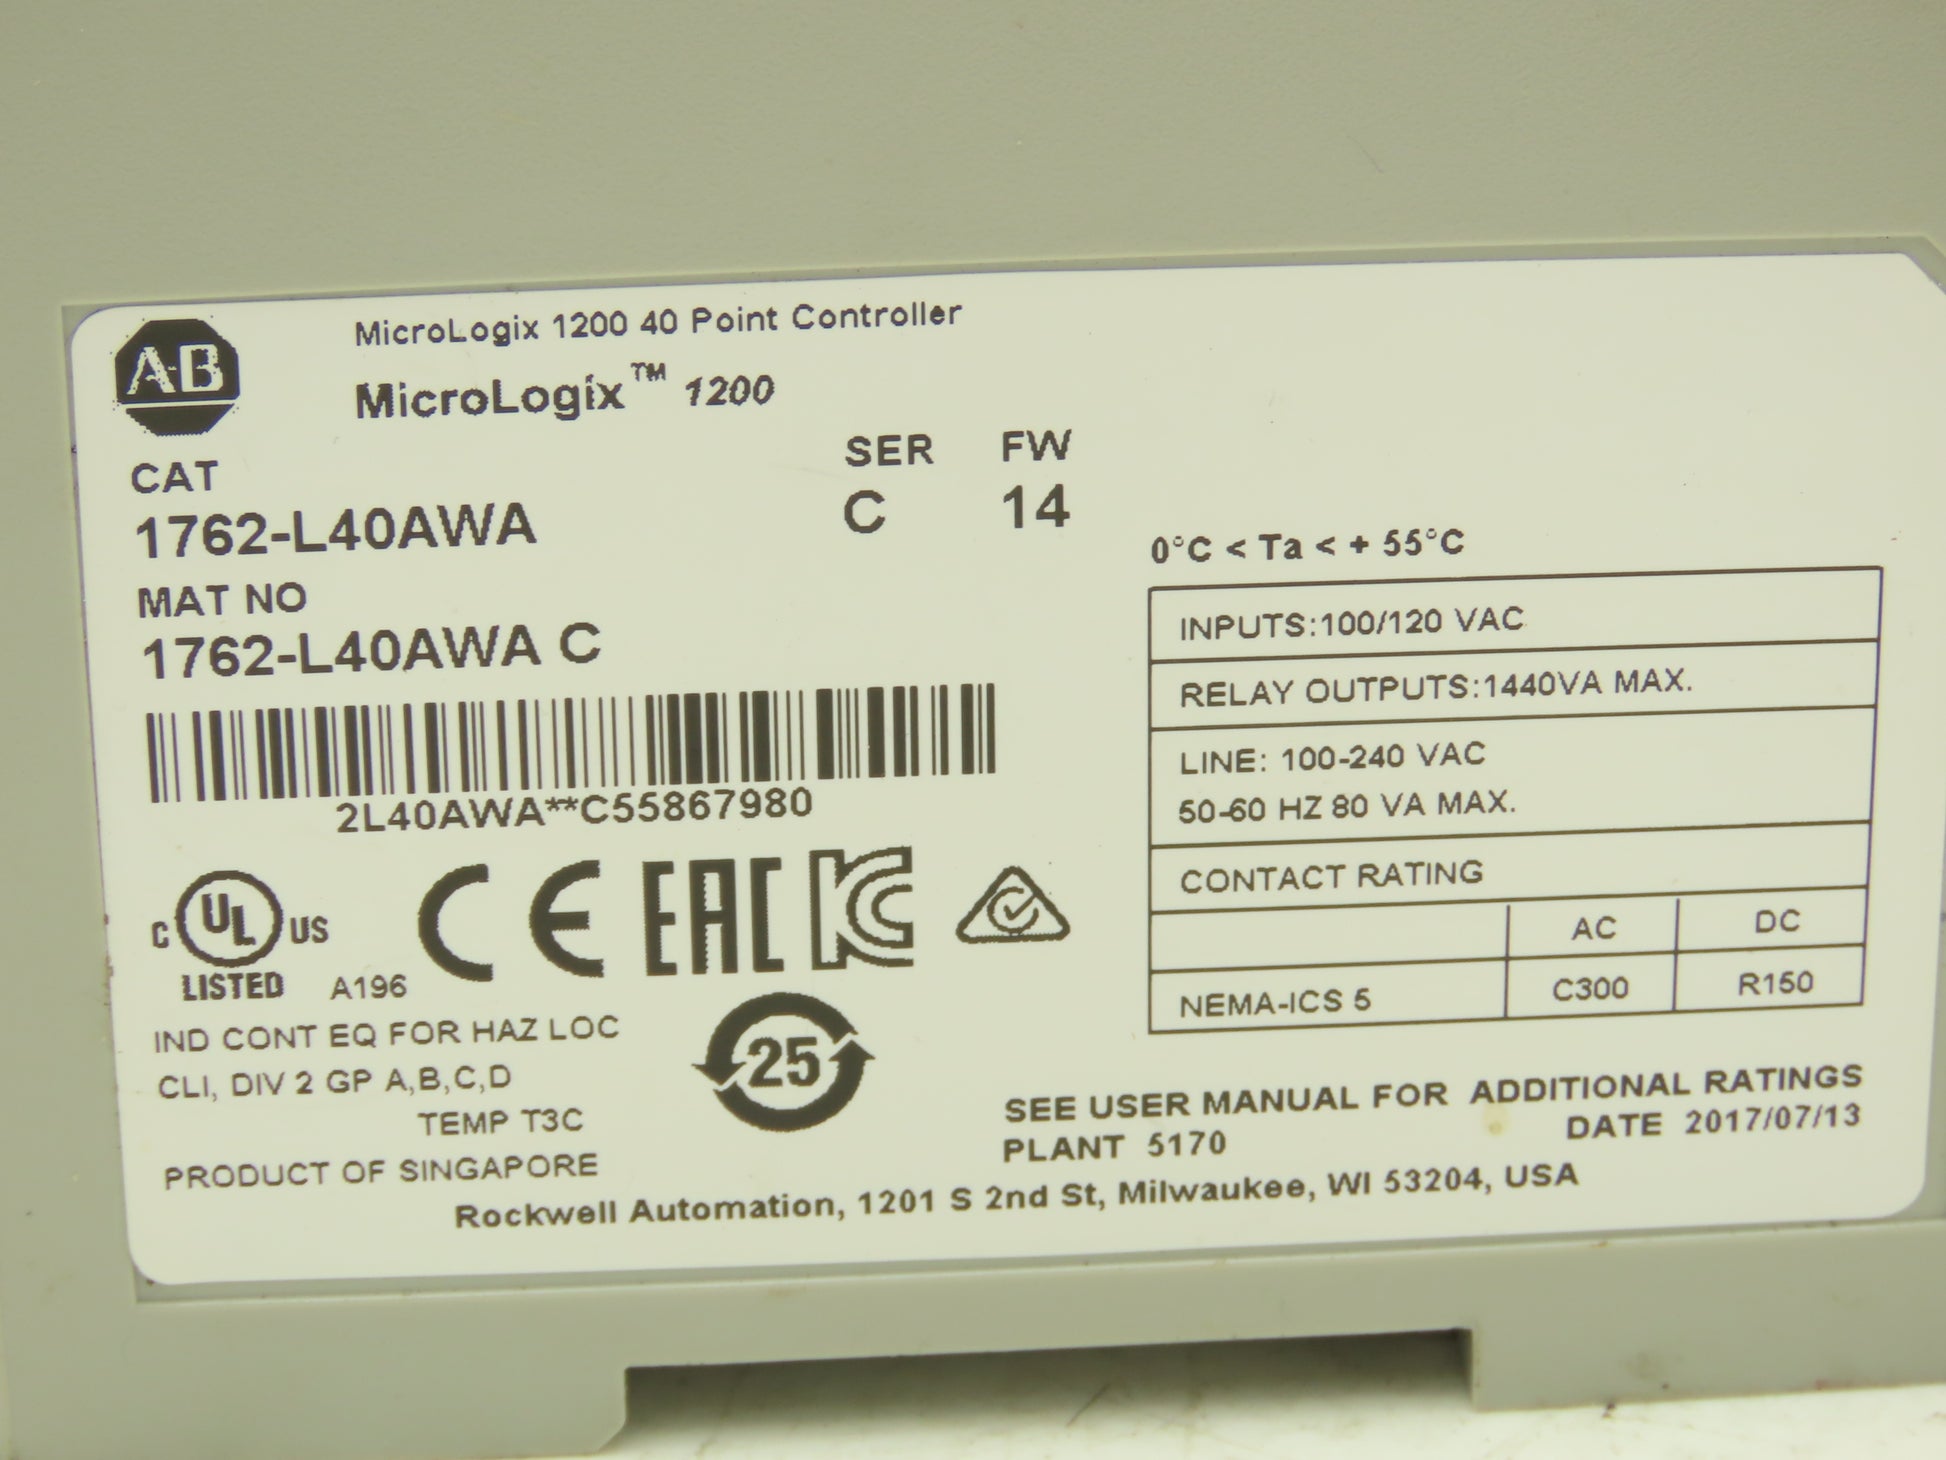 AB
MicroLogix 1200 40 Point Controller
MicroLogix™ 1200
CAT
1762-L40AWA
SER
C
FW
14
MAT NO
1762-L40AWA C
2L40AWA**C55867980
C UL US
LISTED A196
CE EAC KC
IND CONT EQ FOR HAZ LOC
CLI, DIV 2 GP A,B,C,D
TEMP T3C
25
PRODUCT OF SINGAPORE
0°C < Ta < + 55°C
INPUTS:100/120 VAC
RELAY OUTPUTS:1440VA MAX.
LINE: 100-240 VAC
50-60 HZ 80 VA MAX.
CONTACT RATING
AC DC
NEMA-ICS 5 C300 R150
SEE USER MANUAL FOR ADDITIONAL RATINGS
PLANT 5170 DATE 2017/07/13
Rockwell Automation, 1201 S 2nd St, Milwaukee, WI 53204, USA